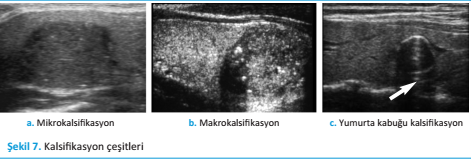 a. Mikrokalsifikasyon
b. Makrokalsifikasyon
c. Yumurta kabuğu kalsifikasyon
Şekil 7. Kalsifikasyon çeşitleri